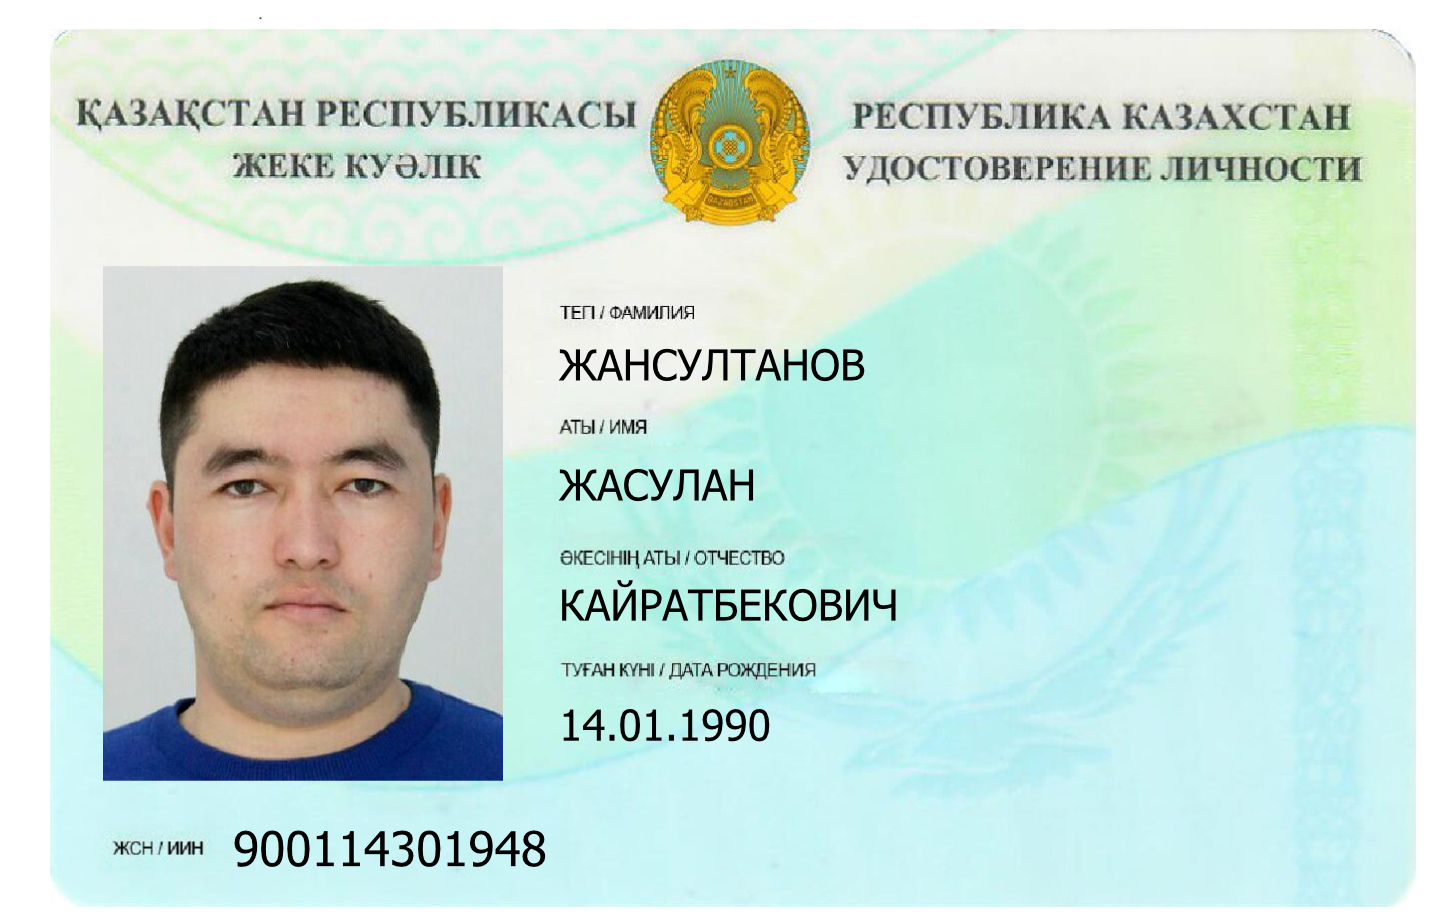 ҚАЗАҚСТАН РЕСПУБЛИКАСЫ
ЖЕКЕ КУӘЛІК
РЕСПУБЛИКА КАЗАХСТАН
УДОСТОВЕРЕНИЕ ЛИЧНОСТИ
QAZAQSTAN
ТЕГІ / ФАМИЛИЯ
ЖАНСУЛТАНОВ
АТЫ / ИМЯ
ЖАСУЛАН
ӘКЕСІНІҢ АТЫ / ОТЧЕСТВО
КАЙРАТБЕКОВИЧ
ТУҒАН КҮНІ / ДАТА РОЖДЕНИЯ
14.01.1990
ЖСН / ИИН 900114301948